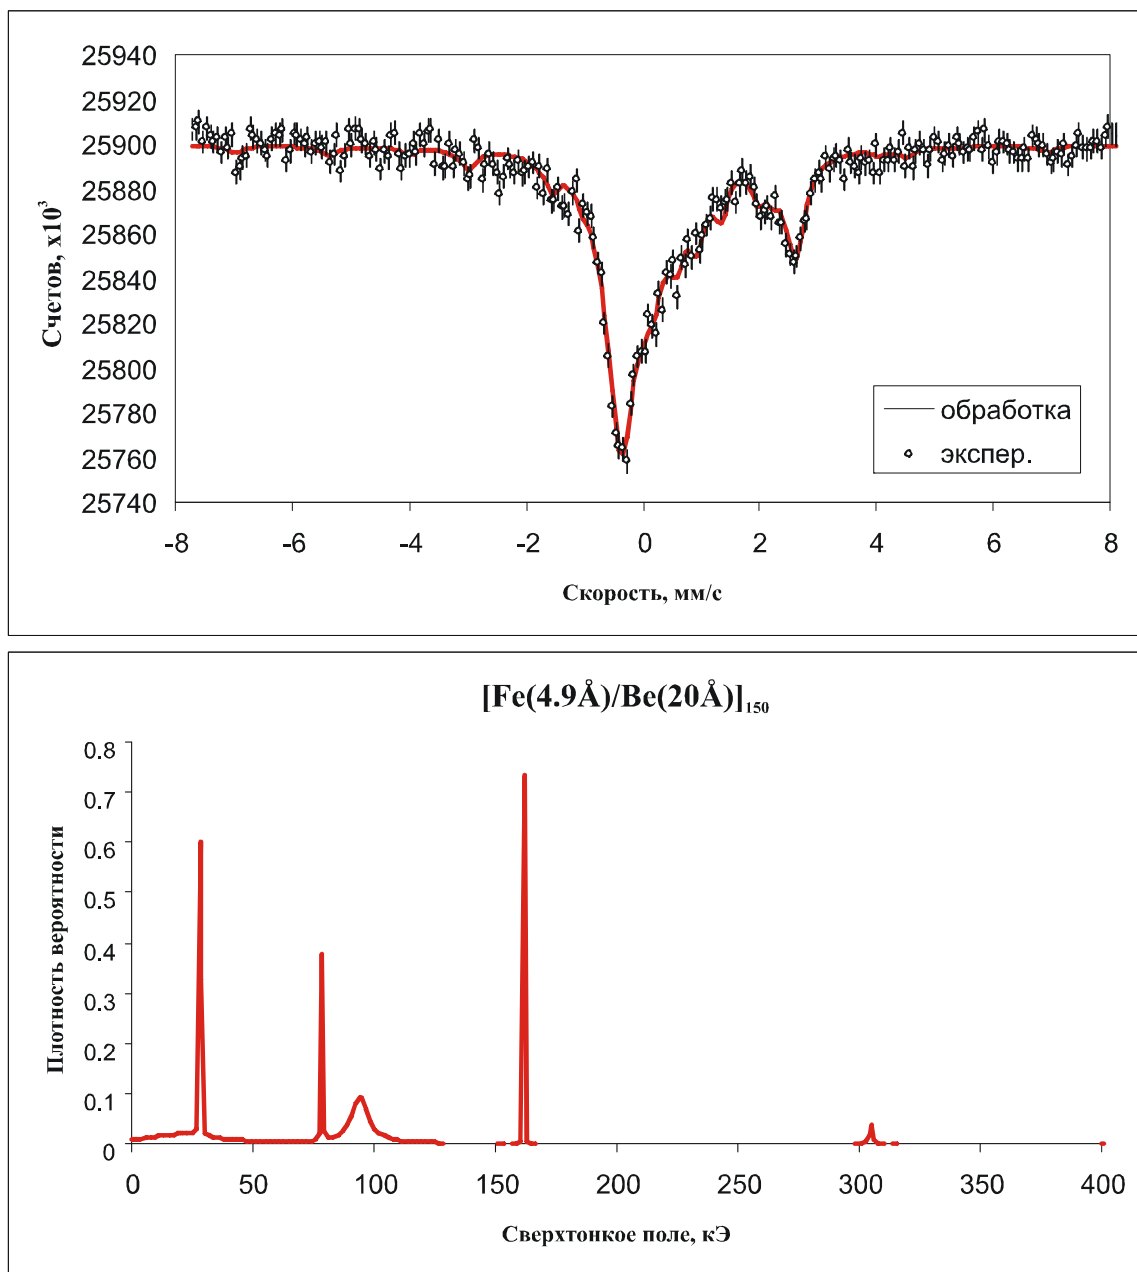 25940
25920
25900
25880
25860
25840
25820
25800
25780
25760
25740
Счетов, x10³
-8 -6 -4 -2 0 2 4 6 8
Скорость, мм/с
обработка
экспер.
[Fe(4.9Å)/Be(20Å)]₁₅₀
0.8
0.7
0.6
0.5
0.4
0.3
0.2
0.1
0
Плотность вероятности
0 50 100 150 200 250 300 350 400
Сверхтонкое поле, кЭ